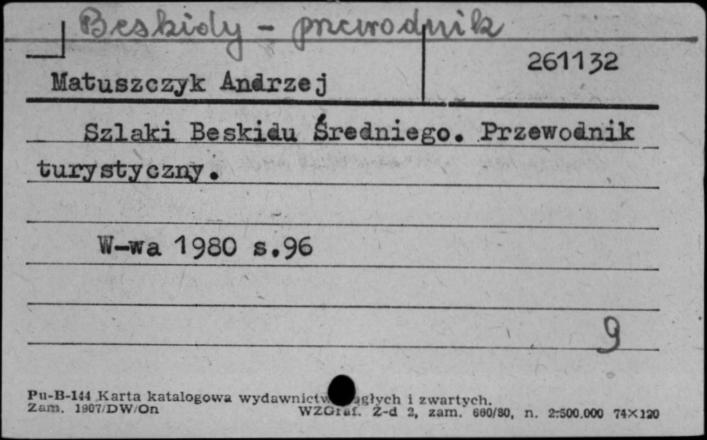 Beskidy - przewodnik
261132
Matuszczyk Andrzej
Szlaki Beskidu Średniego. Przewodnik
turystyczny.
W-wa 1980 s.96
9
Pu-B-144 Karta katalogowa wydawnictw ciągłych i zwartych.
Zam. 1907/DW/On WZGraf. Z-d 2, zam. 660/80, n. 2.500.000 74×120